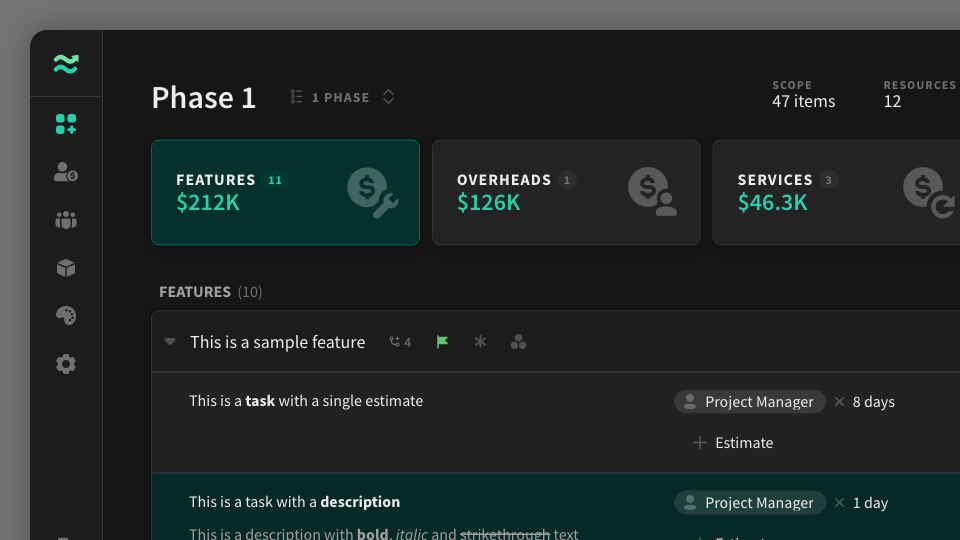 Phase 1
1 PHASE
SCOPE
47 items
RESOURCES
12
FEATURES 11
$212K
OVERHEADS 1
$126K
SERVICES 3
$46.3K
FEATURES (10)
This is a sample feature 4
This is a task with a single estimate
Project Manager × 8 days
+ Estimate
This is a task with a description
Project Manager × 1 day
This is a description with bold, italic and strikethrough text
+ Estimate